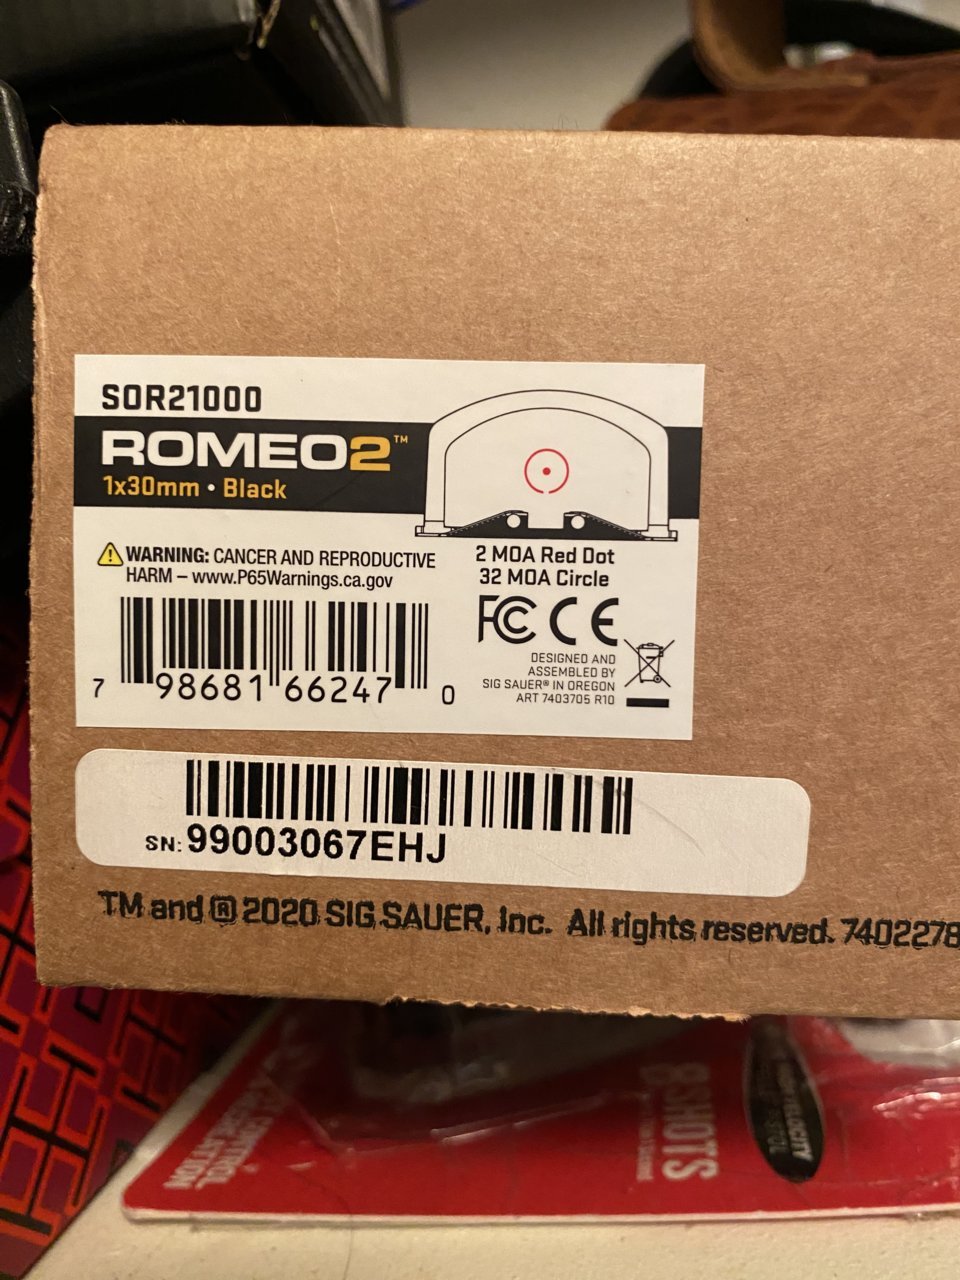 SOR21000
ROMEO2™
1x30mm • Black
WARNING: CANCER AND REPRODUCTIVE
HARM – www.P65Warnings.ca.gov
2 MOA Red Dot
32 MOA Circle
FC CE
DESIGNED AND
ASSEMBLED BY
SIG SAUER® IN OREGON
ART 7403705 R10
7 98681 66247 0
SN: 99003067EHJ
TM and ® 2020 SIG SAUER, Inc. All rights reserved. 7402278
8 SHOTS